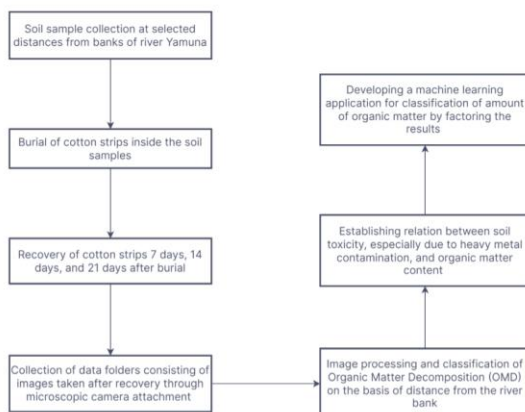 Soil sample collection at selected
distances from banks of river Yamuna
Burial of cotton strips inside the soil
samples
Recovery of cotton strips 7 days, 14
days, and 21 days after burial
Collection of data folders consisting of
images taken after recovery through
microscopic camera attachment
Image processing and classification of
Organic Matter Decomposition (OMD)
on the basis of distance from the river
bank
Establishing relation between soil
toxicity, especially due to heavy metal
contamination, and organic matter
content
Developing a machine learning
application for classification of amount
of organic matter by factoring the
results